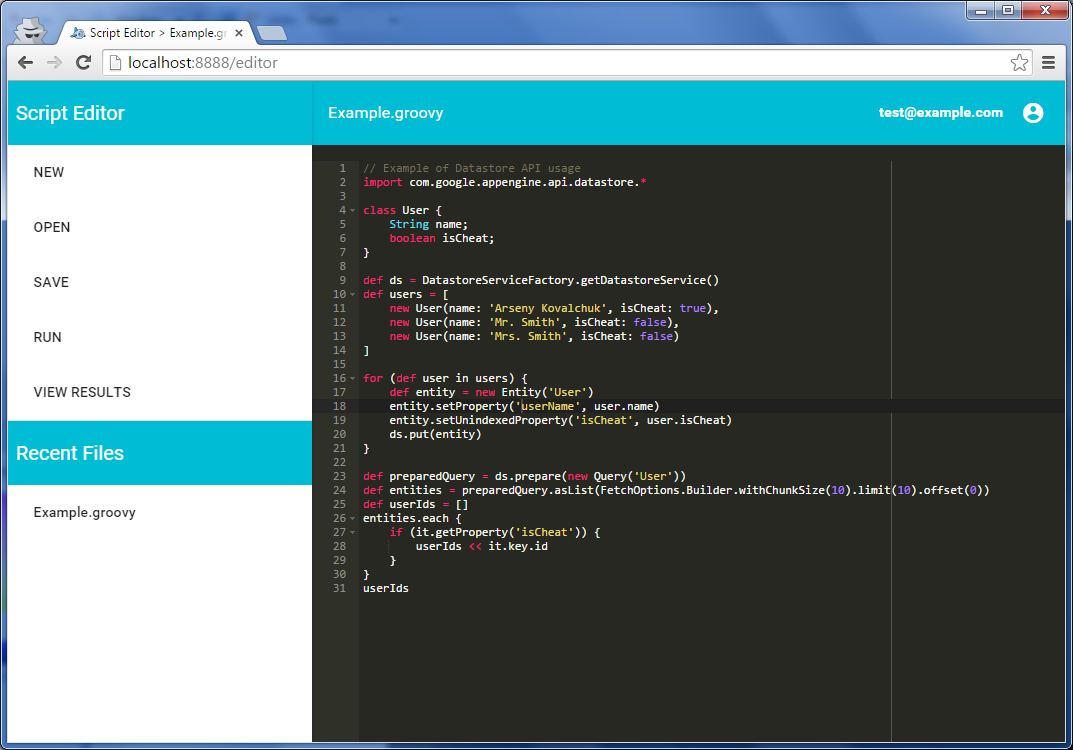 Script Editor > Example.gr
localhost:8888/editor
Script Editor
Example.groovy
test@example.com
NEW
OPEN
SAVE
RUN
VIEW RESULTS
Recent Files
Example.groovy
1 // Example of Datastore API usage
2 import com.google.appengine.api.datastore.*
3
4 class User {
5     String name;
6     boolean isCheat;
7 }
8
9 def ds = DatastoreServiceFactory.getDatastoreService()
10 def users = [
11     new User(name: 'Arseny Kovalchuk', isCheat: true),
12     new User(name: 'Mr. Smith', isCheat: false),
13     new User(name: 'Mrs. Smith', isCheat: false)
14 ]
15
16 for (def user in users) {
17     def entity = new Entity('User')
18     entity.setProperty('userName', user.name)
19     entity.setUnindexedProperty('isCheat', user.isCheat)
20     ds.put(entity)
21 }
22
23 def preparedQuery = ds.prepare(new Query('User'))
24 def entities = preparedQuery.asList(FetchOptions.Builder.withChunkSize(10).limit(10).offset(0))
25 def userIds = []
26 entities.each {
27     if (it.getProperty('isCheat')) {
28         userIds << it.key.id
29     }
30 }
31 userIds